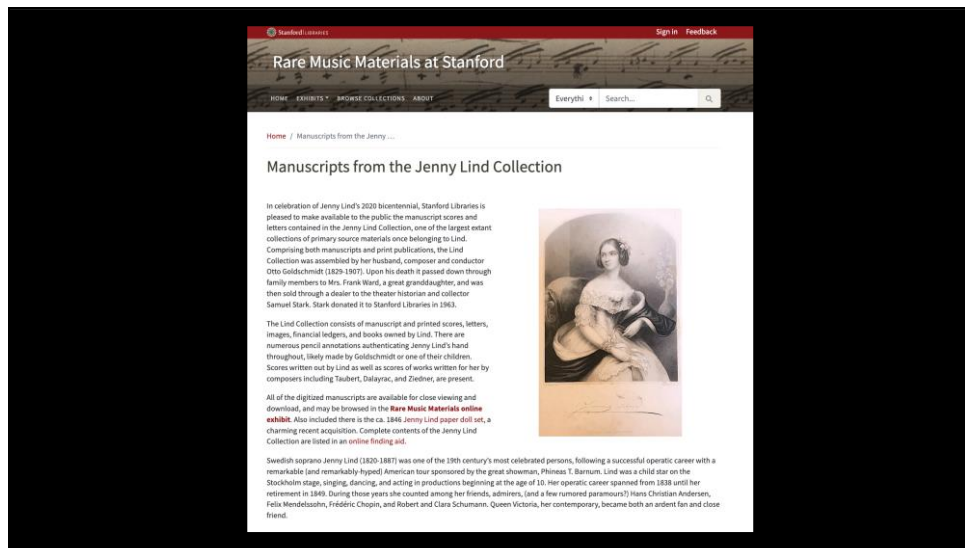 Stanford LIBRARIES
Sign in Feedback
Rare Music Materials at Stanford
HOME EXHIBITS BROWSE COLLECTIONS ABOUT
Everythi Search...
Home / Manuscripts from the Jenny ...
Manuscripts from the Jenny Lind Collection
In celebration of Jenny Lind's 2020 bicentennial, Stanford Libraries is
pleased to make available to the public the manuscript scores and
letters contained in the Jenny Lind Collection, one of the largest extant
collections of primary source materials once belonging to Lind.
Comprising both manuscripts and print publications, the Lind
Collection was assembled by her husband, composer and conductor
Otto Goldschmidt (1829-1907). Upon his death it passed down through
family members to Mrs. Frank Ward, a great granddaughter, and was
then sold through a dealer to the theater historian and collector
Samuel Stark. Stark donated it to Stanford Libraries in 1963.
The Lind Collection consists of manuscript and printed scores, letters,
images, financial ledgers, and books owned by Lind. There are
numerous pencil annotations authenticating Jenny Lind's hand
throughout, likely made by Goldschmidt or one of their children.
Scores written out by Lind as well as scores of works written for her by
composers including Taubert, Dalayrac, and Ziedner, are present.
All of the digitized manuscripts are available for close viewing and
download, and may be browsed in the Rare Music Materials online
exhibit. Also included there is the ca. 1846 Jenny Lind paper doll set, a
charming recent acquisition. Complete contents of the Jenny Lind
Collection are listed in an online finding aid.
Swedish soprano Jenny Lind (1820-1887) was one of the 19th century's most celebrated persons, following a successful operatic career with a
remarkable (and remarkably-hyped) American tour sponsored by the great showman, Phineas T. Barnum. Lind was a child star on the
Stockholm stage, singing, dancing, and acting in productions beginning at the age of 10. Her operatic career spanned from 1838 until her
retirement in 1849. During those years she counted among her friends, admirers, (and a few rumored paramours?) Hans Christian Andersen,
Felix Mendelssohn, Frédéric Chopin, and Robert and Clara Schumann. Queen Victoria, her contemporary, became both an ardent fan and close
friend.